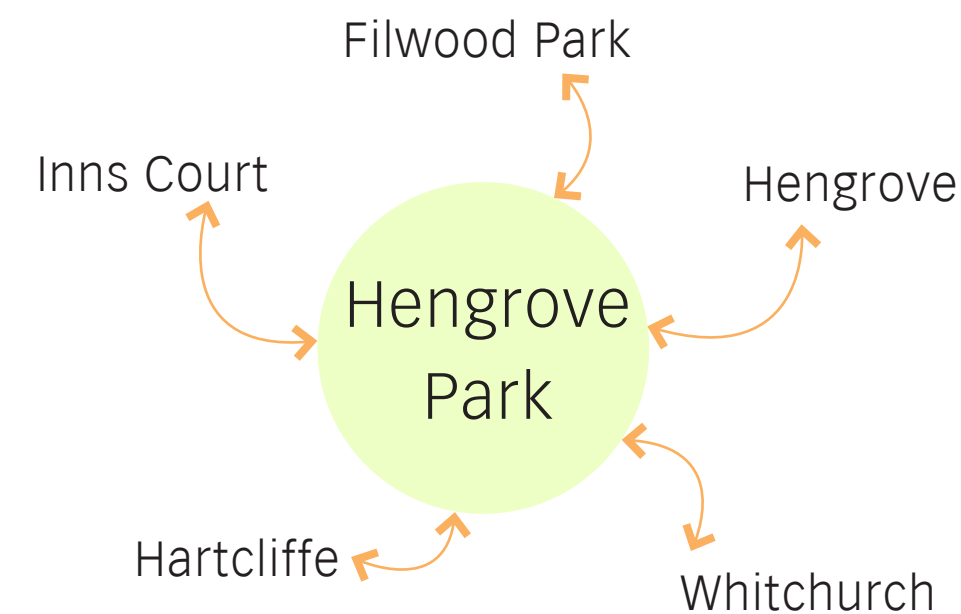 Filwood Park
Inns Court
Hengrove
Hengrove
Park
Hartcliffe
Whitchurch